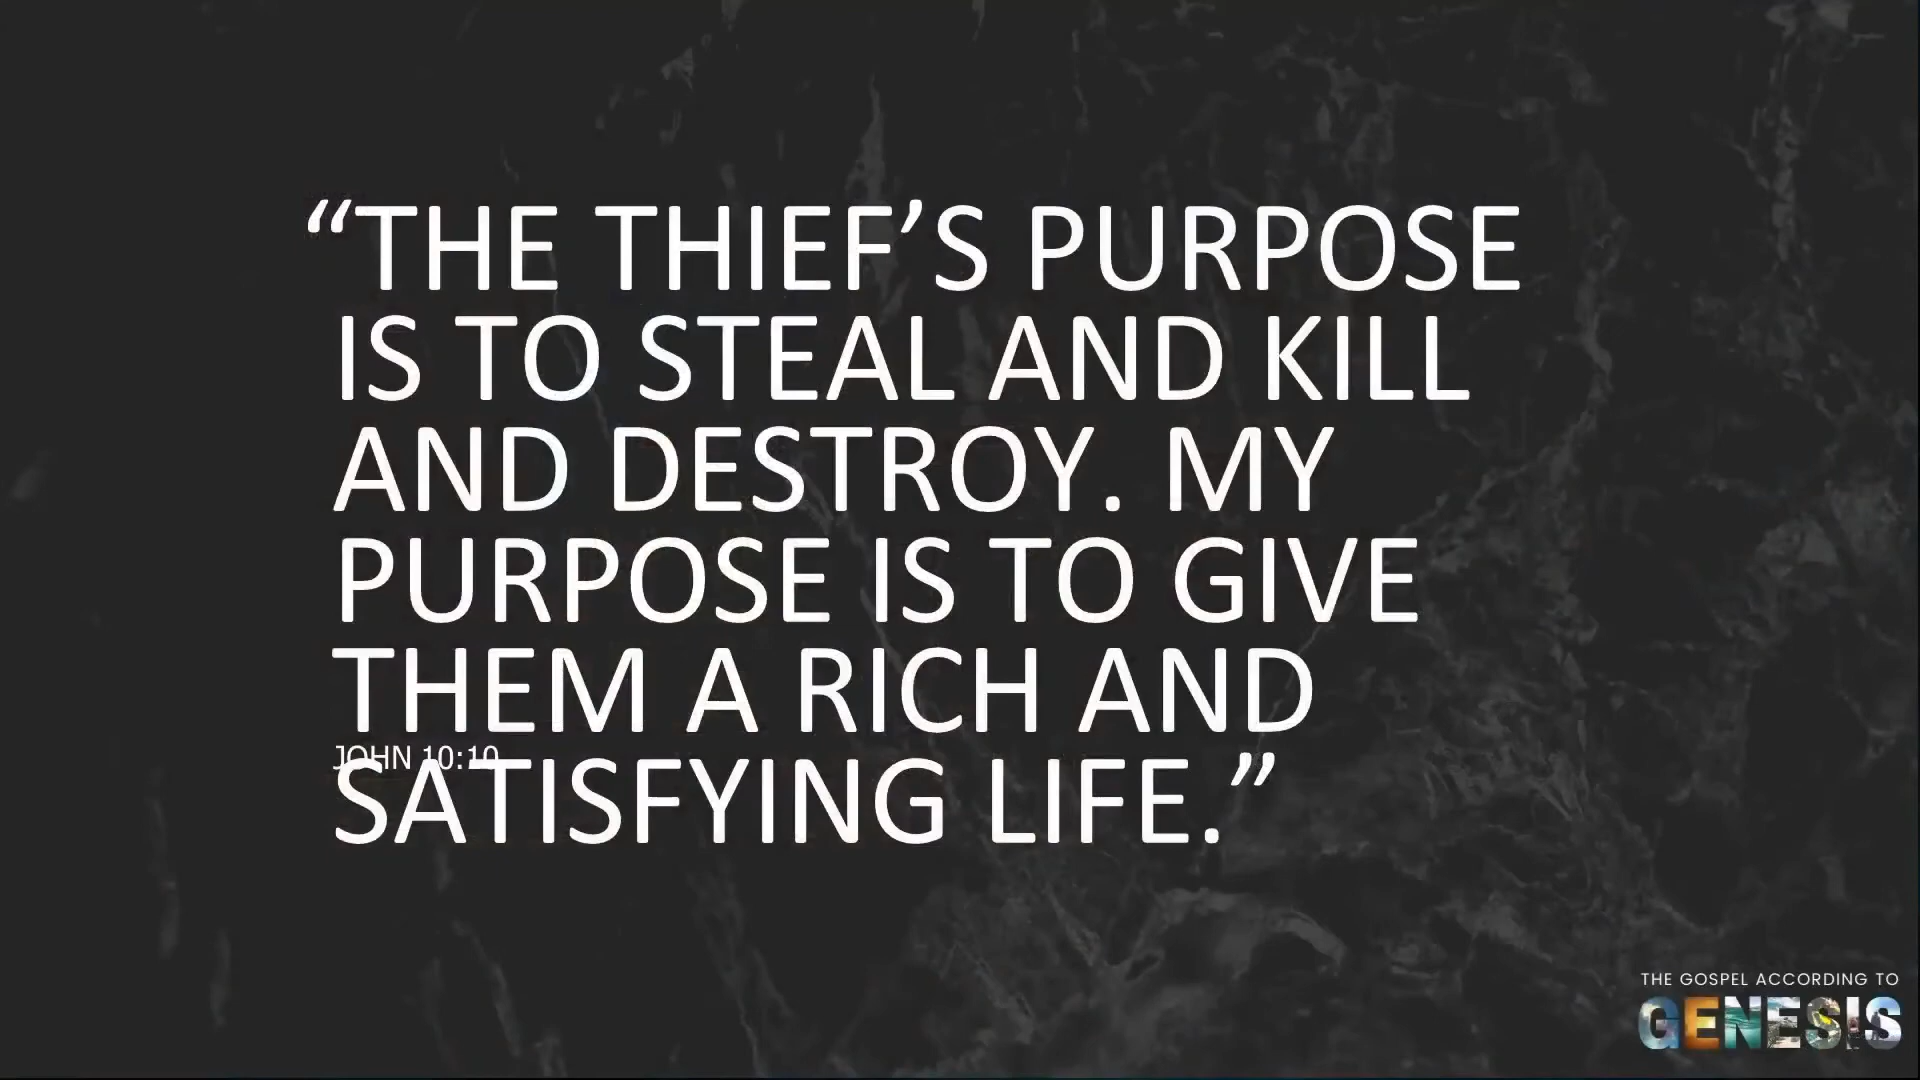 “THE THIEF’S PURPOSE
IS TO STEAL AND KILL
AND DESTROY. MY
PURPOSE IS TO GIVE
THEM A RICH AND
JOHN 10:10
SATISFYING LIFE.”
THE GOSPEL ACCORDING TO
GENESIS